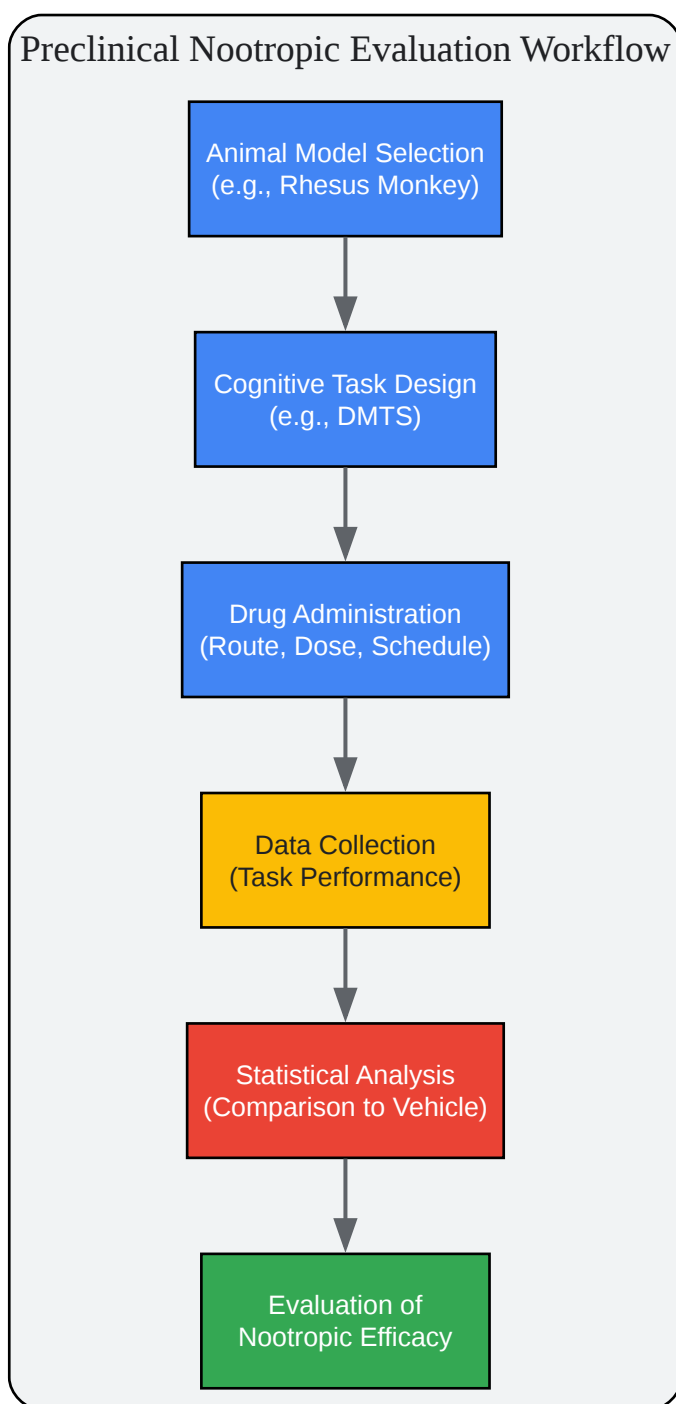 Preclinical Nootropic Evaluation Workflow
Animal Model Selection
(e.g., Rhesus Monkey)
Cognitive Task Design
(e.g., DMTS)
Drug Administration
(Route, Dose, Schedule)
Data Collection
(Task Performance)
Statistical Analysis
(Comparison to Vehicle)
Evaluation of
Nootropic Efficacy